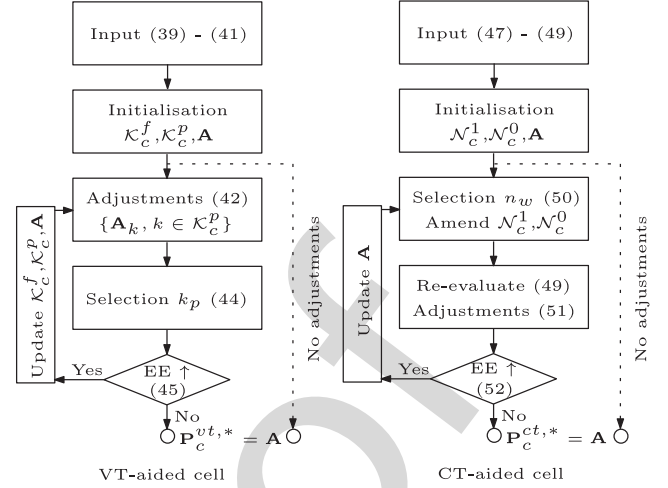 Input (39) - (41)
Initialisation
𝒦_c^f,𝒦_c^p,𝐀
Adjustments (42)
{𝐀_k, k ∈ 𝒦_c^p}
Selection k_p (44)
EE ↑
(45)
Yes
No
Update 𝒦_c^f,𝒦_c^p,𝐀
No adjustments
𝐏_c^{vt,*} = 𝐀
VT-aided cell
Input (47) - (49)
Initialisation
𝒩_c^1,𝒩_c^0,𝐀
Selection n_w (50)
Amend 𝒩_c^1,𝒩_c^0
Re-evaluate (49)
Adjustments (51)
EE ↑
(52)
Yes
No
Update 𝐀
No adjustments
𝐏_c^{ct,*} = 𝐀
CT-aided cell
of